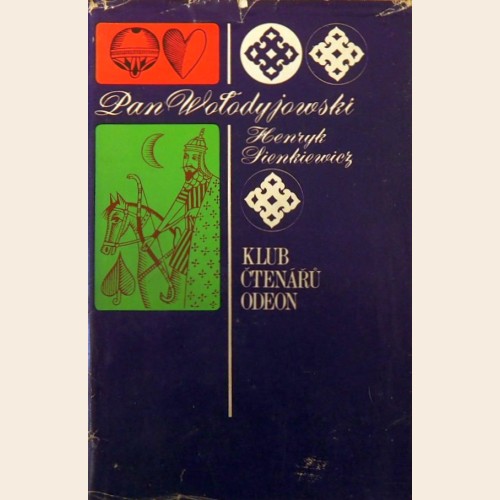 Pan Wołodyjowski
Henryk
Sienkiewicz
KLUB
ČTENÁŘŮ
ODEON